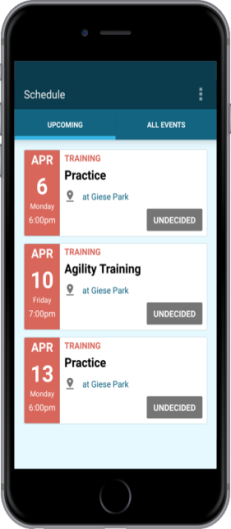 Schedule
UPCOMING
ALL EVENTS
APR
6
Monday
6:00pm
TRAINING
Practice
at Giese Park
UNDECIDED
APR
10
Friday
7:00pm
TRAINING
Agility Training
at Giese Park
UNDECIDED
APR
13
Monday
6:00pm
TRAINING
Practice
at Giese Park
UNDECIDED